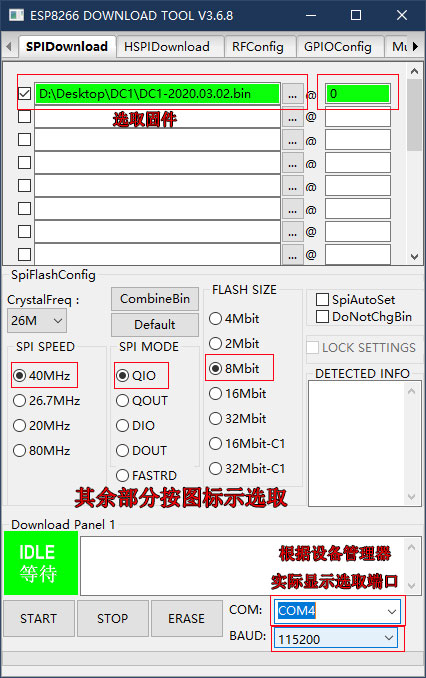 ESP8266 DOWNLOAD TOOL V3.6.8
SPIDownload HSPIDownload RFConfig GPIOConfig Mu
D:\Desktop\DC1\DC1-2020.03.02.bin ... @ 0
选取固件
... @
... @
... @
... @
... @
... @
... @
SpiFlashConfig
CrystalFreq :
26M
CombineBin
Default
SPI SPEED
40MHz
26.7MHz
20MHz
80MHz
SPI MODE
QIO
QOUT
DIO
DOUT
FASTRD
FLASH SIZE
4Mbit
2Mbit
8Mbit
16Mbit
32Mbit
16Mbit-C1
32Mbit-C1
SpiAutoSet
DoNotChgBin
LOCK SETTINGS
DETECTED INFO
其余部分按图标示选取
Download Panel 1
IDLE
等待
根据设备管理器
实际显示选取端口
START STOP ERASE
COM: COM4
BAUD: 115200